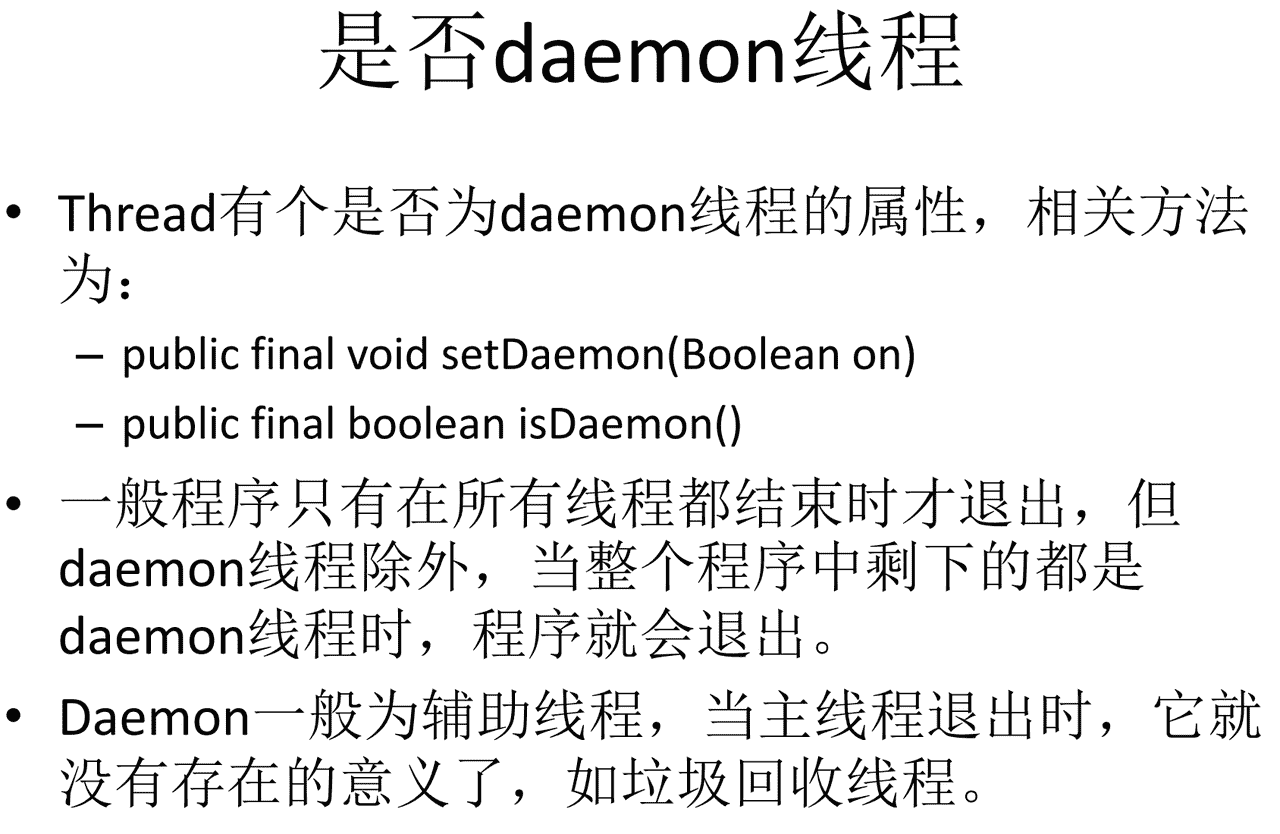 是否daemon线程
• Thread有个是否为daemon线程的属性，相关方法
为：
– public final void setDaemon(Boolean on)
– public final boolean isDaemon()
• 一般程序只有在所有线程都结束时才退出，但
daemon线程除外，当整个程序中剩下的都是
daemon线程时，程序就会退出。
• Daemon一般为辅助线程，当主线程退出时，它就
没有存在的意义了，如垃圾回收线程。